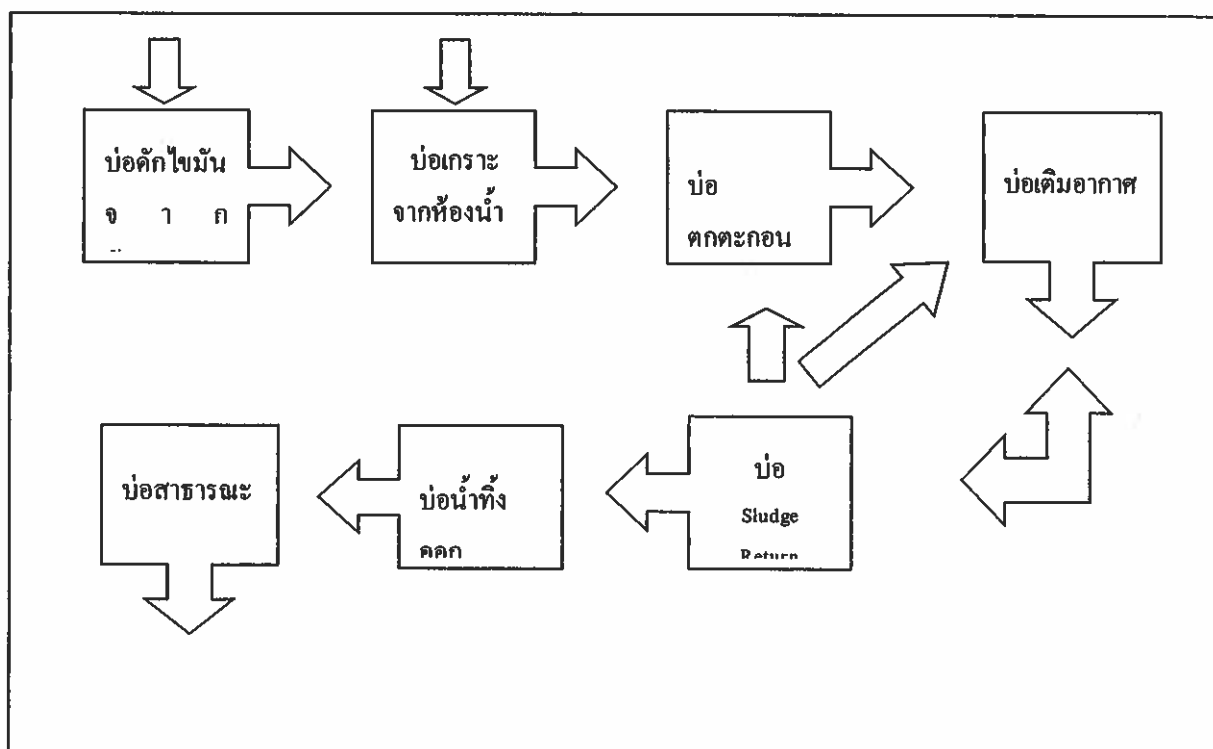 บ่อดักไขมัน
จ า ก
บ่อเกราะ
จากห้องน้ำ
บ่อ
ตกตะกอน
บ่อเติมอากาศ
บ่อสาธารณะ
บ่อน้ำทิ้ง
บ่อ
Sludge
Return